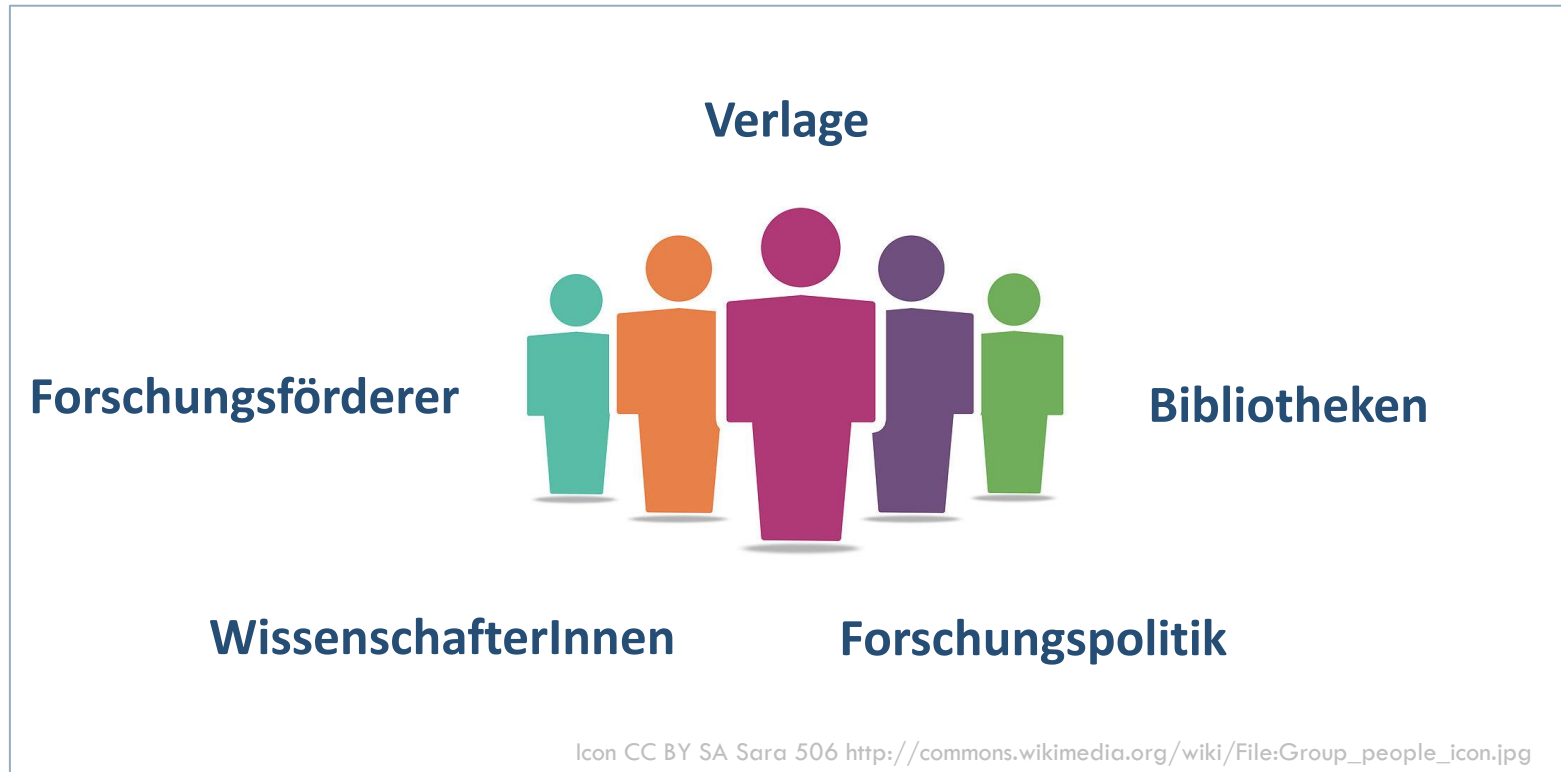 Verlage
Forschungsförderer
Bibliotheken
WissenschafterInnen
Forschungspolitik
Icon CC BY SA Sara 506 http://commons.wikimedia.org/wiki/File:Group_people_icon.jpg